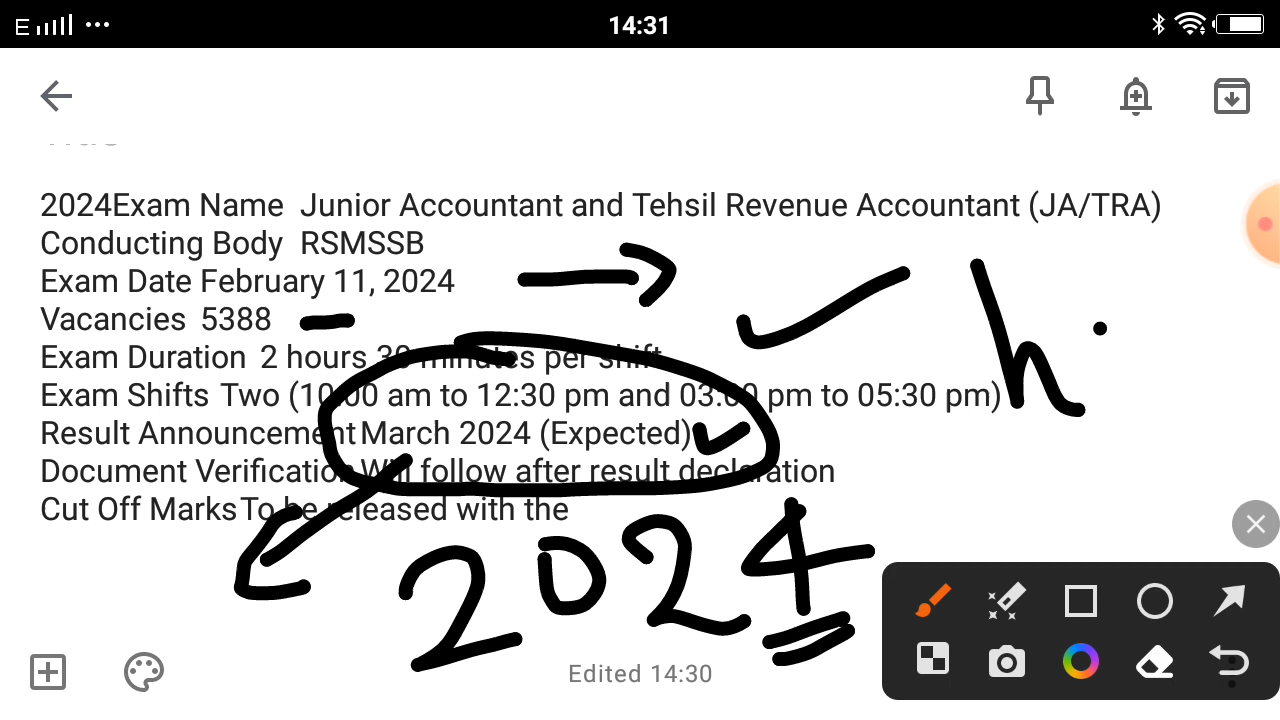 14:31
2024Exam Name Junior Accountant and Tehsil Revenue Accountant (JA/TRA)
Conducting Body RSMSSB
Exam Date February 11, 2024
Vacancies 5388
Exam Duration 2 hours 30 minutes per shift
Exam Shifts Two (10:00 am to 12:30 pm and 03:00 pm to 05:30 pm)
Result Announcement March 2024 (Expected)
Document Verification Will follow after result declaration
Cut Off Marks To be released with the
h
2024
Edited 14:30